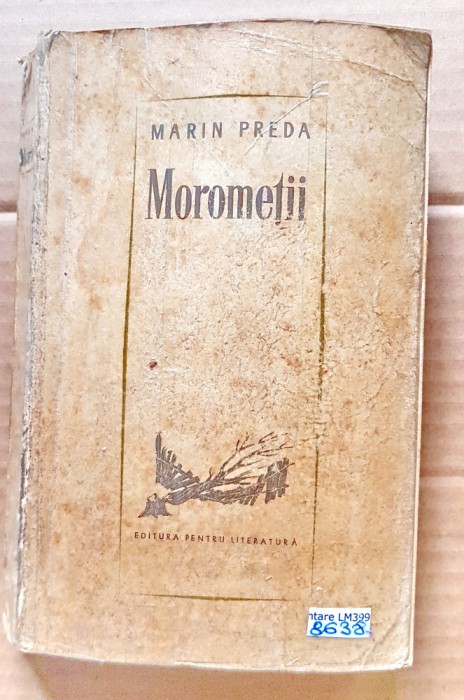 MARIN PREDA
Moromeții
EDITURA PENTRU LITERATURĂ
ntare LM399
8638